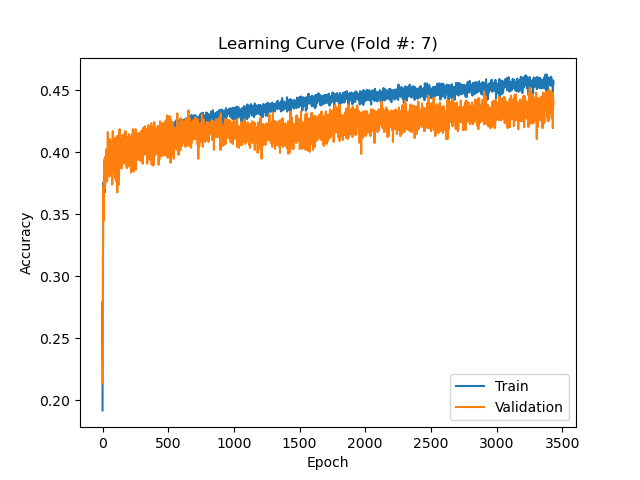 Learning Curve (Fold #: 7)
Accuracy
0.45
0.40
0.35
0.30
0.25
0.20
0 500 1000 1500 2000 2500 3000 3500
Epoch
Train
Validation